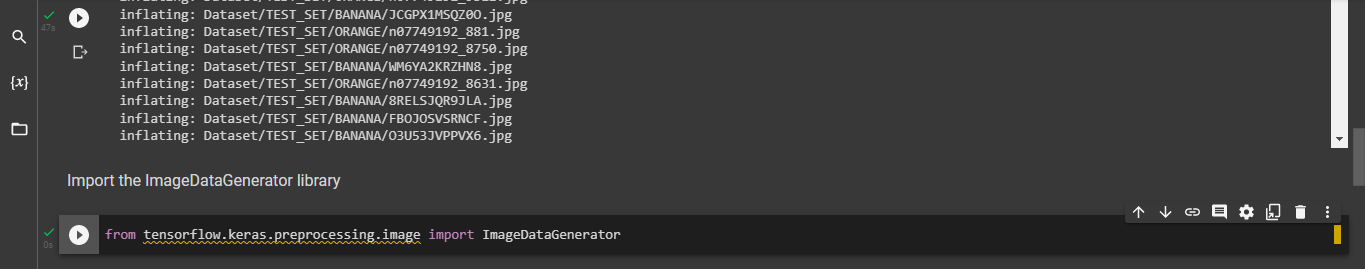 inflating: Dataset/TEST_SET/BANANA/JCGPX1MSQZ0O.jpg
47s
inflating: Dataset/TEST_SET/ORANGE/n07749192_881.jpg
inflating: Dataset/TEST_SET/ORANGE/n07749192_8750.jpg
inflating: Dataset/TEST_SET/BANANA/WM6YA2KRZHN8.jpg
{x}
inflating: Dataset/TEST_SET/ORANGE/n07749192_8631.jpg
inflating: Dataset/TEST_SET/BANANA/8RELSJQR9JLA.jpg
inflating: Dataset/TEST_SET/BANANA/FBOJOSVSRNCF.jpg
inflating: Dataset/TEST_SET/BANANA/O3U53JVPPVX6.jpg
Import the ImageDataGenerator library
from tensorflow.keras.preprocessing.image import ImageDataGenerator
0s